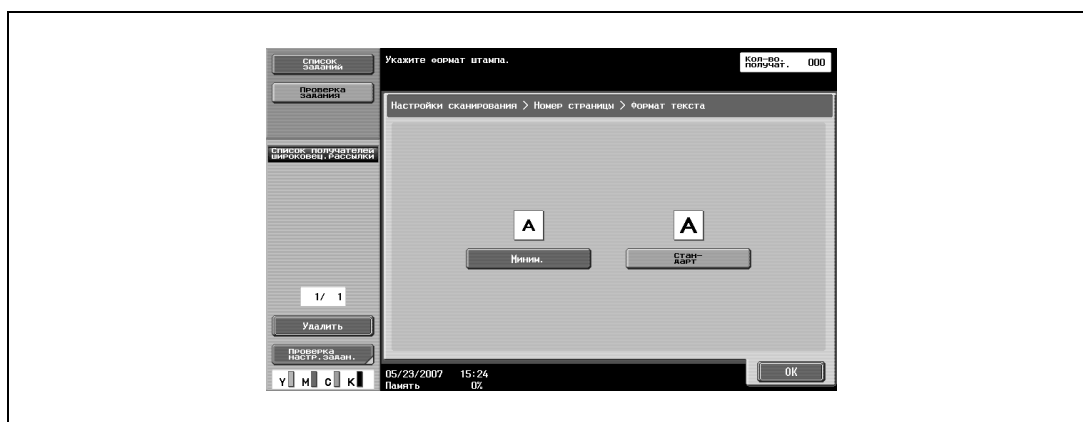 Список
заданий
Укажите формат штампа.
Кол-во.
получат. 000
Проверка
задания
Настройки сканирования > Номер страницы > Формат текста
Список получателей
широковещ.рассылки
A A
Миним.
Стан-
дарт
1/ 1
Удалить
Проверка
настр.задан.
Y M C K
05/23/2007 15:24
Память 0%
OK